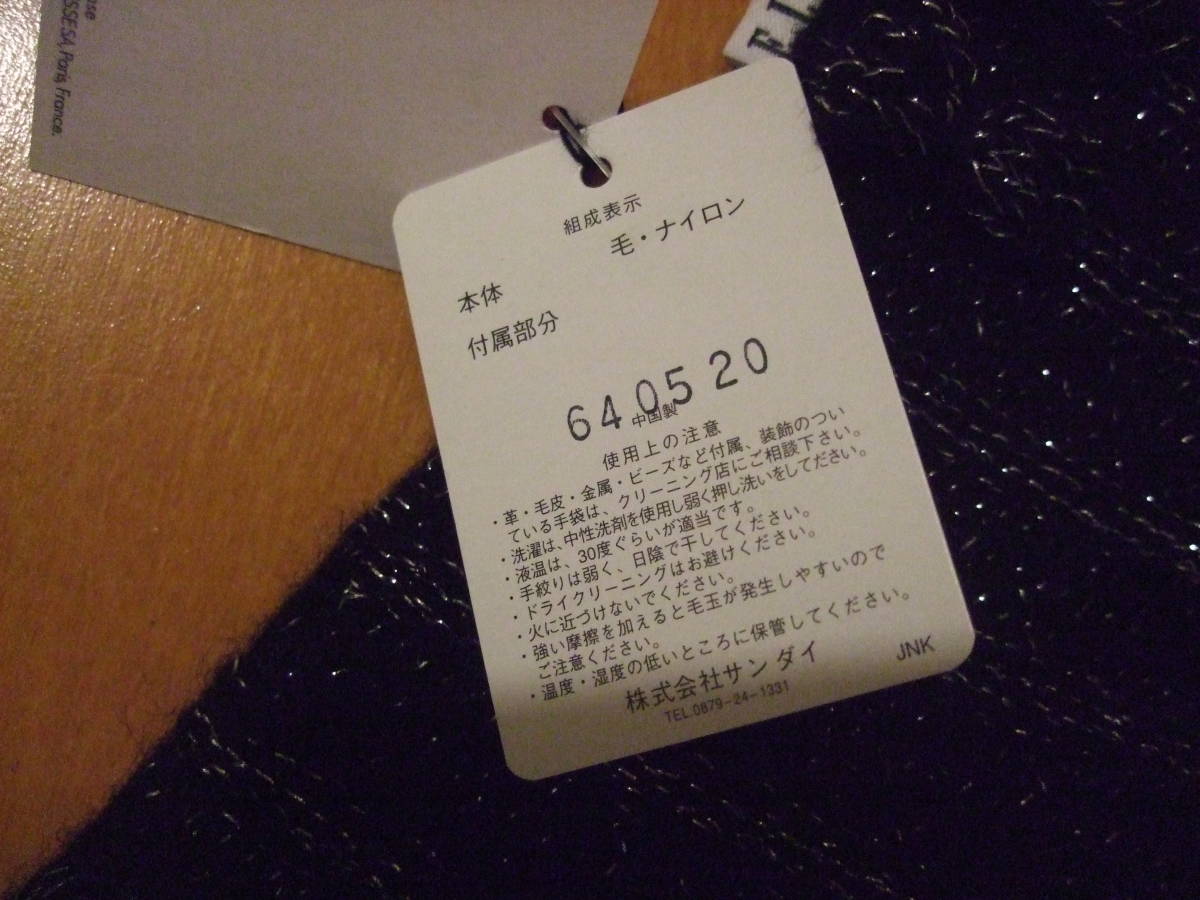 SSESA, Paris, France.
組成表示
毛・ナイロン
本体
付属部分
640520
中国製
使用上の注意
・革・毛皮・金属・ビーズなど付属、装飾のつい
ている手袋は、クリーニング店にご相談下さい。
・洗濯は、中性洗剤を使用し弱く押し洗いをしてださい。
・液温は、30度ぐらいが適当です。
・手絞りは弱く、日陰で干してください。
・ドライクリーニングはお避けください。
・火に近づけないでください。
・強い摩擦を加えると毛玉が発生しやすいので
ご注意ください。
・温度・湿度の低いところに保管してください。
株式会社サンダイ
JNK
TEL.0879-24-1331